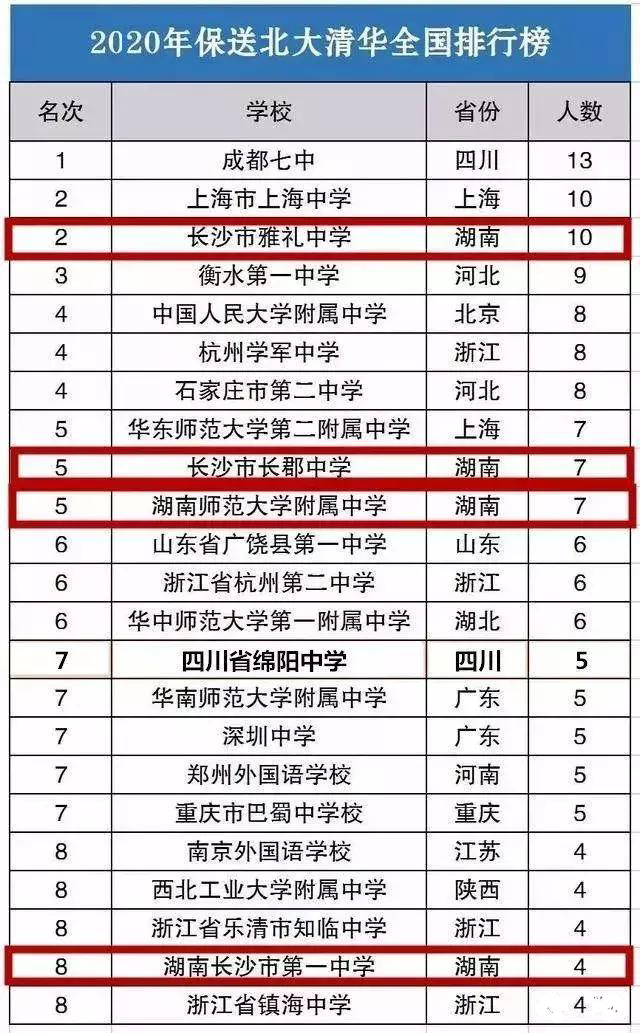 2020年保送北大清华全国排行榜
名次 学校 省份 人数
1 成都七中 四川 13
2 上海市上海中学 上海 10
2 长沙市雅礼中学 湖南 10
3 衡水第一中学 河北 9
4 中国人民大学附属中学 北京 8
4 杭州学军中学 浙江 8
4 石家庄市第二中学 河北 8
5 华东师范大学第二附属中学 上海 7
5 长沙市长郡中学 湖南 7
5 湖南师范大学附属中学 湖南 7
6 山东省广饶县第一中学 山东 6
6 浙江省杭州第二中学 浙江 6
6 华中师范大学第一附属中学 湖北 6
7 四川省绵阳中学 四川 5
7 华南师范大学附属中学 广东 5
7 深圳中学 广东 5
7 郑州外国语学校 河南 5
7 重庆市巴蜀中学校 重庆 5
8 南京外国语学校 江苏 4
8 西北工业大学附属中学 陕西 4
8 浙江省乐清市知临中学 浙江 4
8 湖南长沙市第一中学 湖南 4
8 浙江省镇海中学 浙江 4